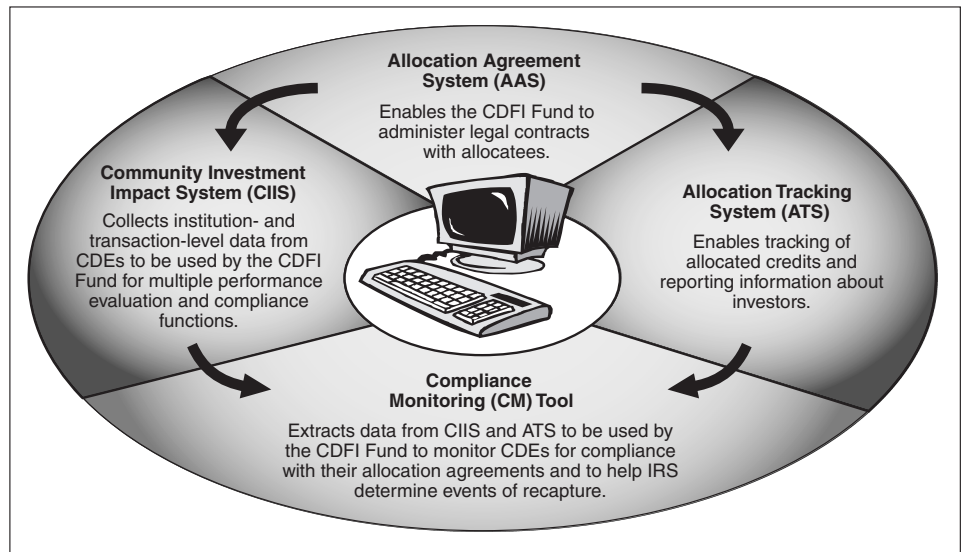 Allocation Agreement
System (AAS)
Enables the CDFI Fund to
administer legal contracts
with allocatees.
Community Investment
Impact System (CIIS)
Collects institution- and
transaction-level data from
CDEs to be used by the CDFI
Fund for multiple performance
evaluation and compliance
functions.
Allocation Tracking
System (ATS)
Enables tracking of
allocated credits and
reporting information about
investors.
Compliance
Monitoring (CM) Tool
Extracts data from CIIS and ATS to be used by
the CDFI Fund to monitor CDEs for compliance
with their allocation agreements and to help IRS
determine events of recapture.